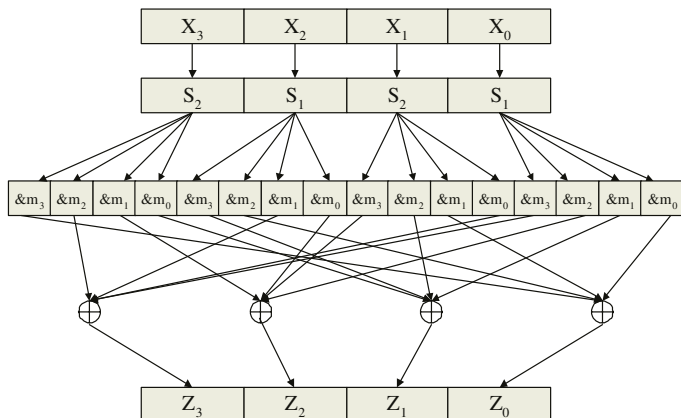 X₃ X₂ X₁ X₀
S₂ S₁ S₂ S₁
&m₃ &m₂ &m₁ &m₀ &m₃ &m₂ &m₁ &m₀ &m₃ &m₂ &m₁ &m₀ &m₃ &m₂ &m₁ &m₀
Z₃ Z₂ Z₁ Z₀